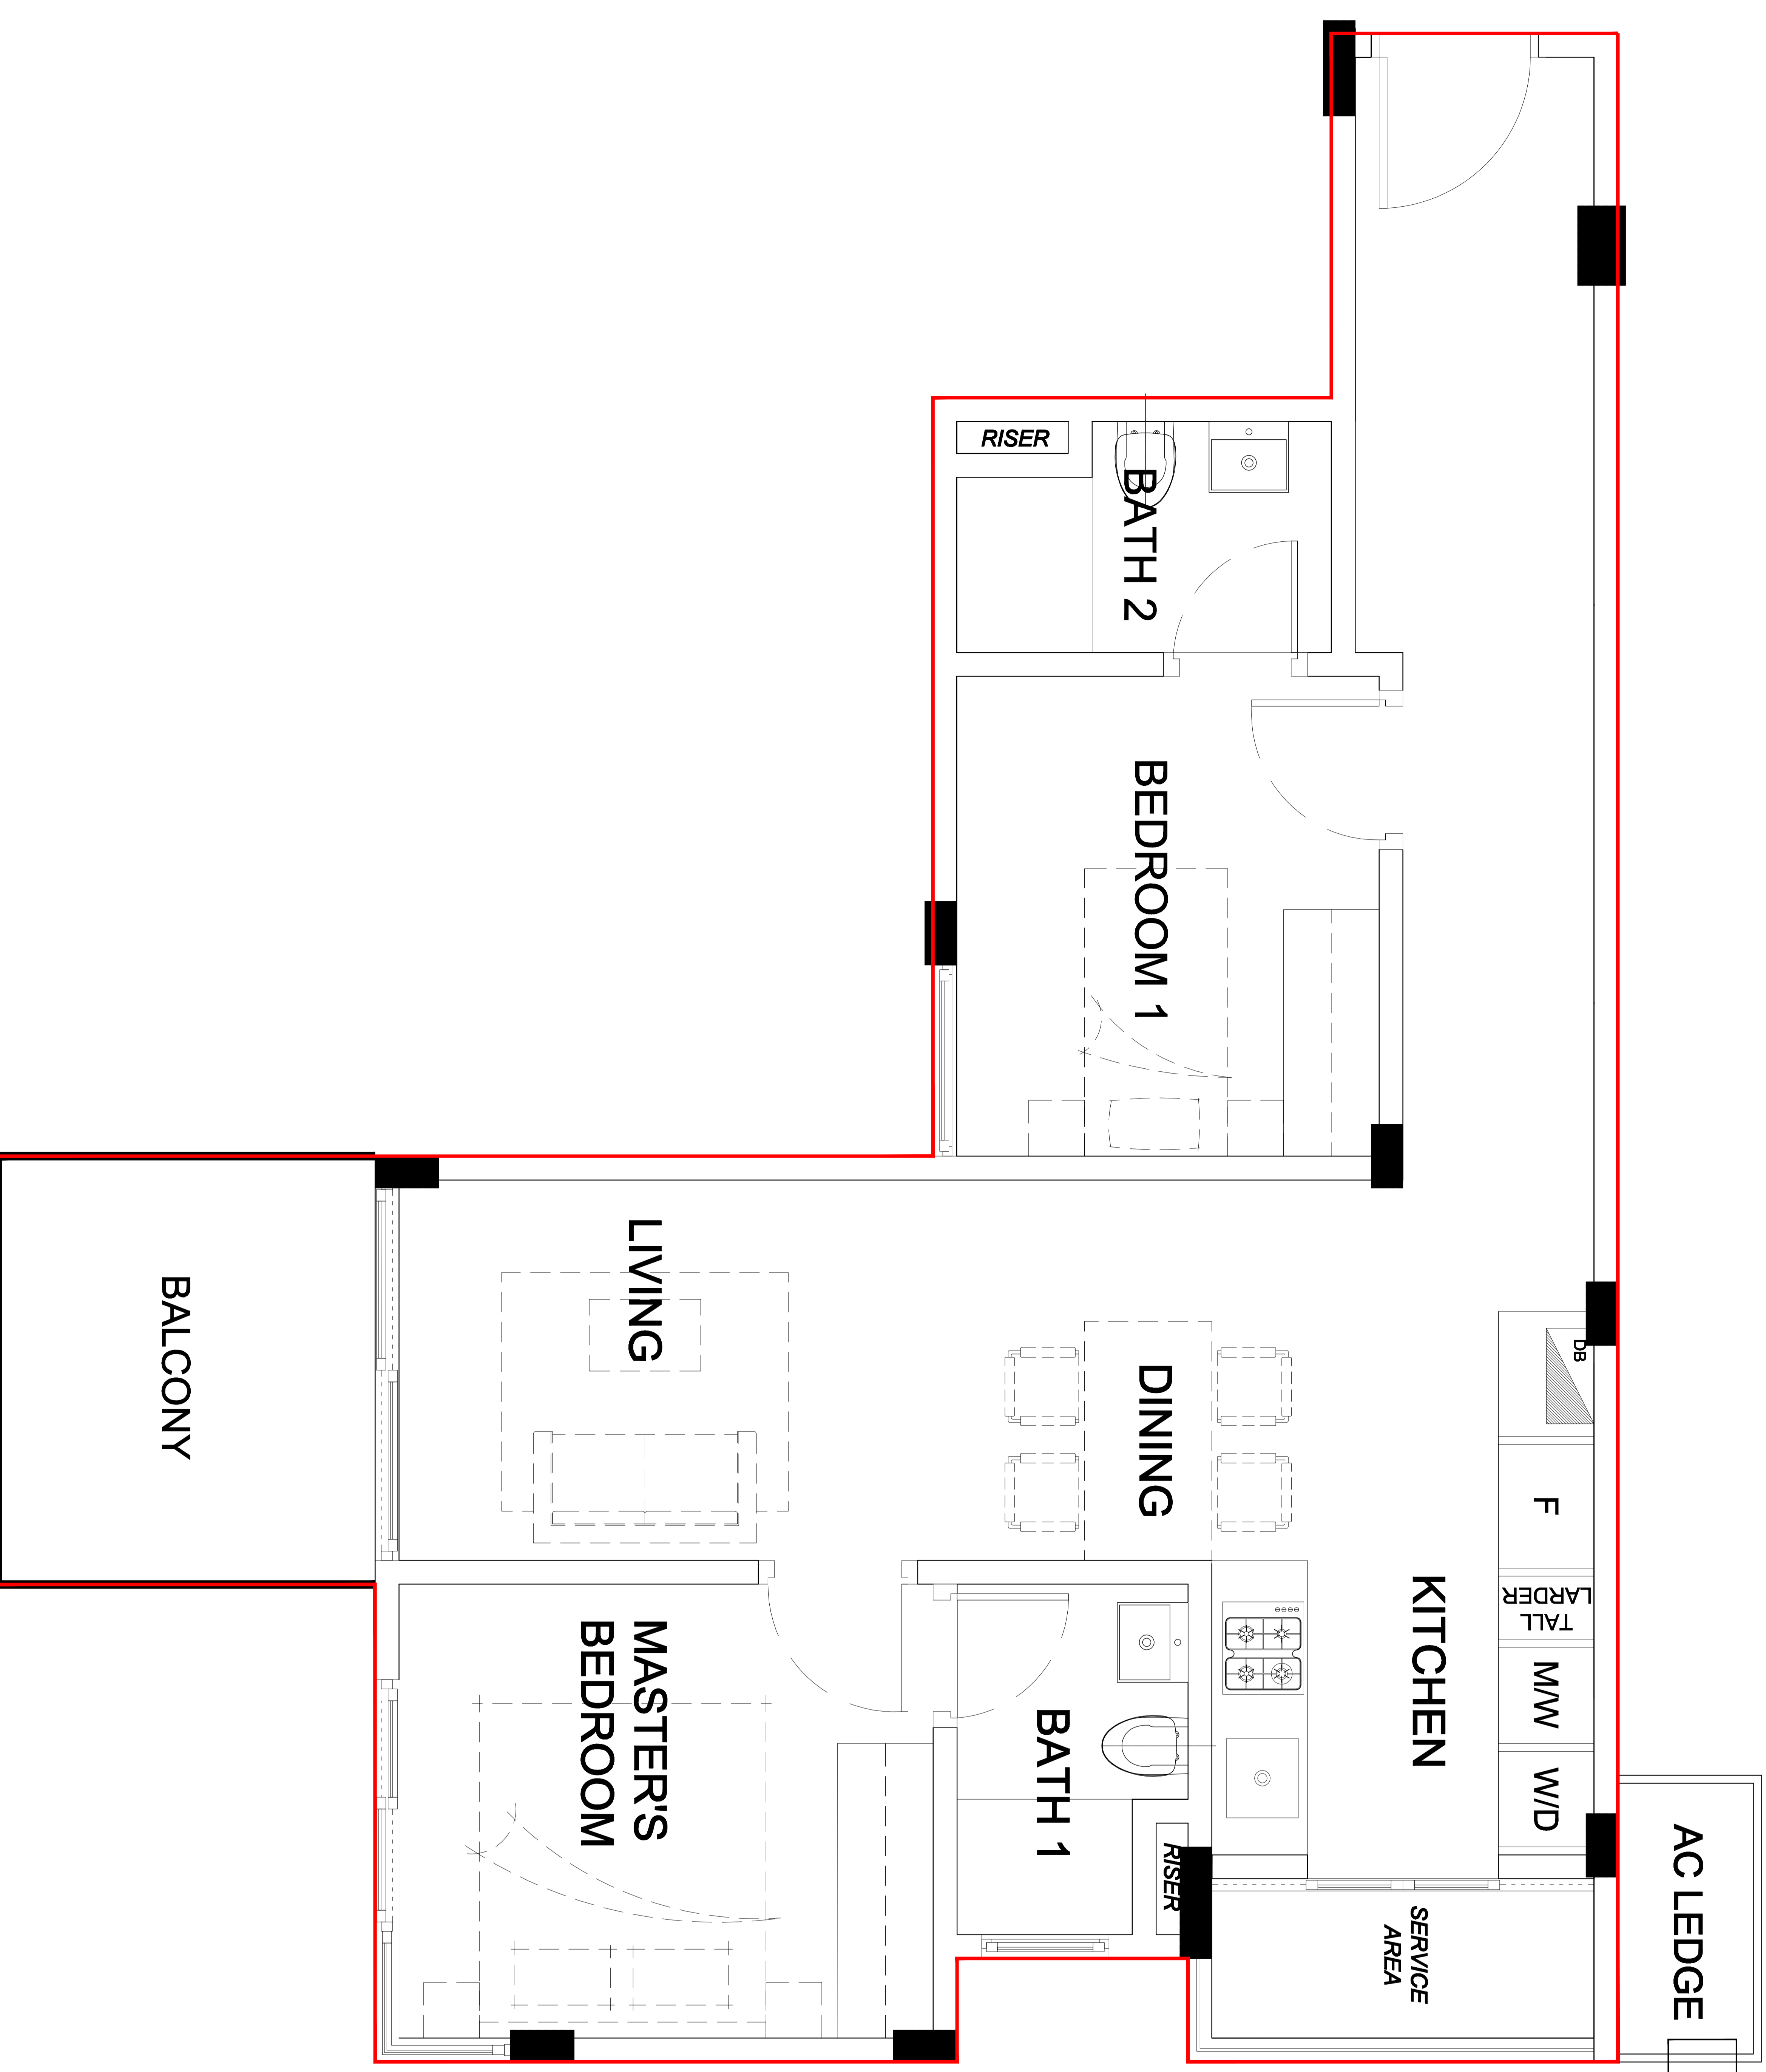 RISER
BATH 2
BEDROOM 1
LIVING
BALCONY
DINING
DB
F
TALL
LARDER
M/W
W/D
KITCHEN
MASTER'S
BEDROOM
BATH 1
RISER
SERVICE
AREA
AC LEDGE